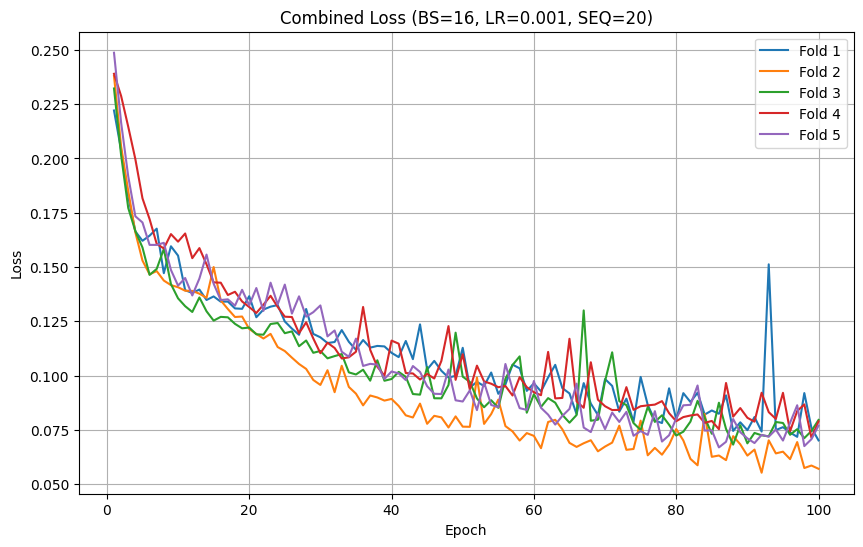 Combined Loss (BS=16, LR=0.001, SEQ=20)
Fold 1
Fold 2
Fold 3
Fold 4
Fold 5
0.250
0.225
0.200
0.175
0.150
0.125
0.100
0.075
0.050
Loss
0
20
40
60
80
100
Epoch